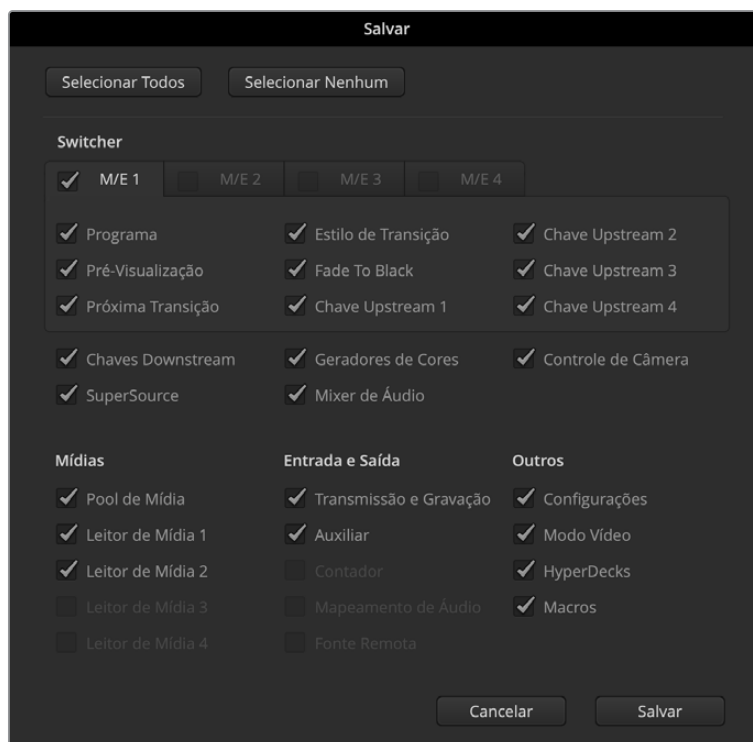 Salvar
Selecionar Todos Selecionar Nenhum
Switcher
M/E 1 M/E 2 M/E 3 M/E 4
Programa Estilo de Transição Chave Upstream 2
Pré-Visualização Fade To Black Chave Upstream 3
Próxima Transição Chave Upstream 1 Chave Upstream 4
Chaves Downstream Geradores de Cores Controle de Câmera
SuperSource Mixer de Áudio
Mídias Entrada e Saída Outros
Pool de Mídia Transmissão e Gravação Configurações
Leitor de Mídia 1 Auxiliar Modo Vídeo
Leitor de Mídia 2 Contador HyperDecks
Leitor de Mídia 3 Mapeamento de Áudio Macros
Leitor de Mídia 4 Fonte Remota
Cancelar Salvar